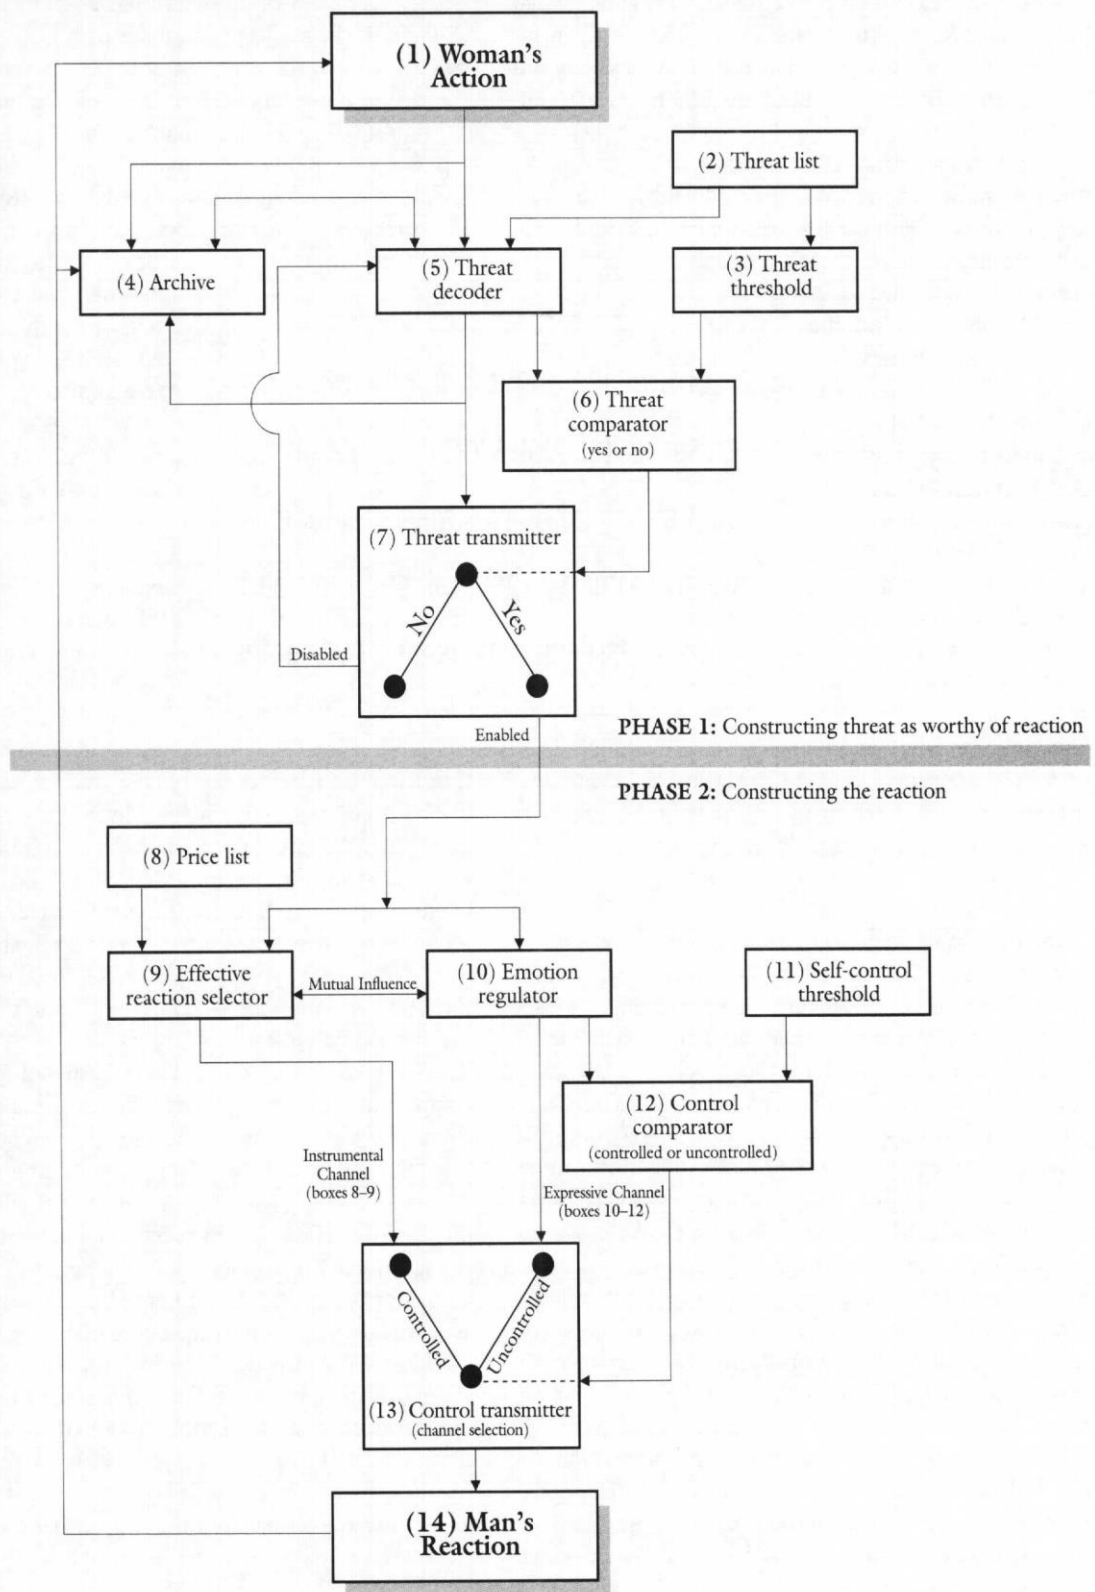 (1) Woman's
Action
(2) Threat list
(4) Archive
(5) Threat
decoder
(3) Threat
threshold
(6) Threat
comparator
(yes or no)
(7) Threat transmitter
No
Yes
Disabled
Enabled
PHASE 1: Constructing threat as worthy of reaction
PHASE 2: Constructing the reaction
(8) Price list
(9) Effective
reaction selector
Mutual Influence
(10) Emotion
regulator
(11) Self-control
threshold
(12) Control
comparator
(controlled or uncontrolled)
Instrumental
Channel
(boxes 8–9)
Expressive Channel
(boxes 10–12)
Controlled
Uncontrolled
(13) Control transmitter
(channel selection)
(14) Man's
Reaction